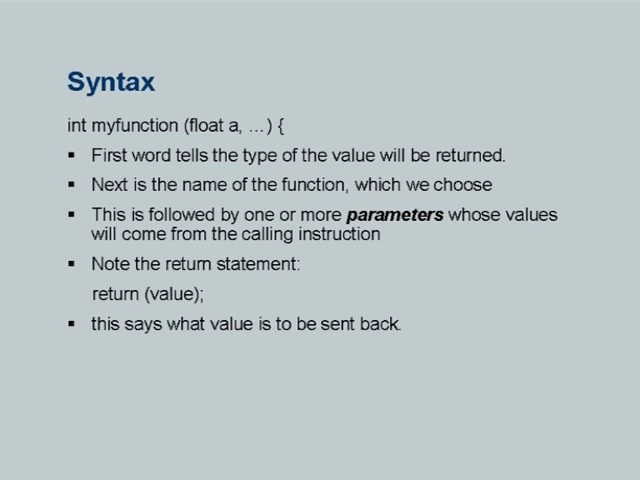 Syntax
int myfunction (float a, …) {
▪ First word tells the type of the value will be returned.
▪ Next is the name of the function, which we choose
▪ This is followed by one or more parameters whose values
will come from the calling instruction
▪ Note the return statement:
return (value);
▪ this says what value is to be sent back.